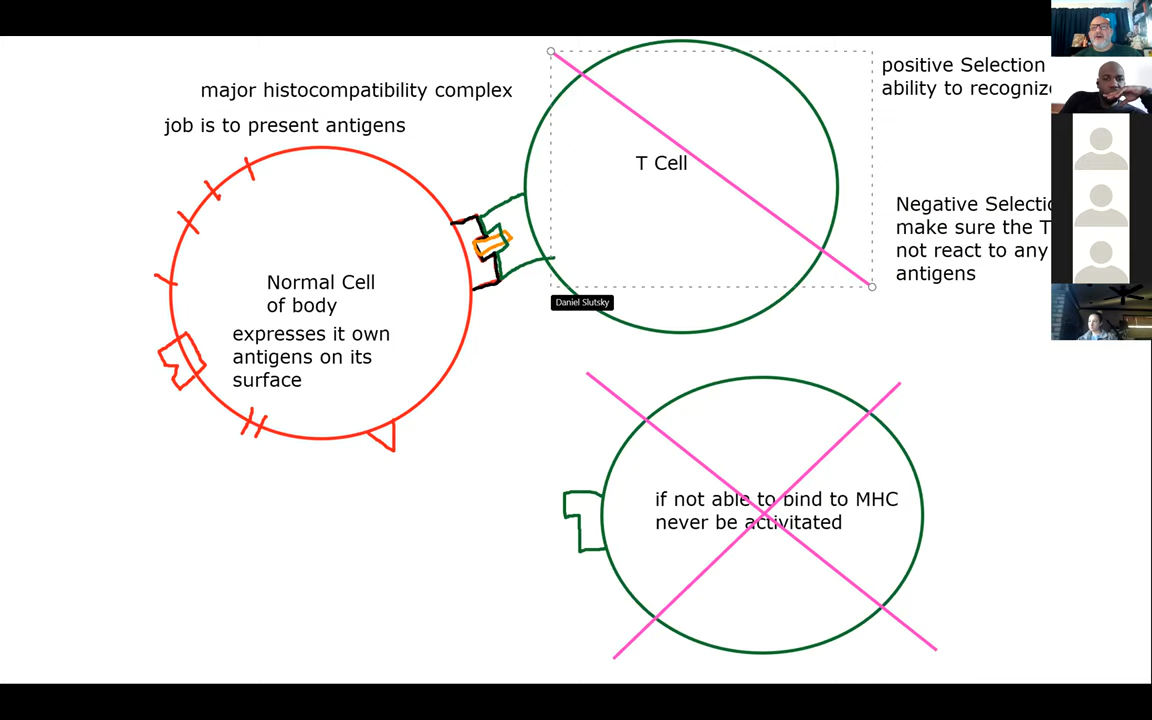 major histocompatibility complex
job is to present antigens
positive Selection
ability to recogniz
T Cell
Negative Selectio
make sure the T
not react to any
antigens
Normal Cell
of body
expresses it own
antigens on its
surface
Daniel Slutsky
if not able to bind to MHC
never be activitated